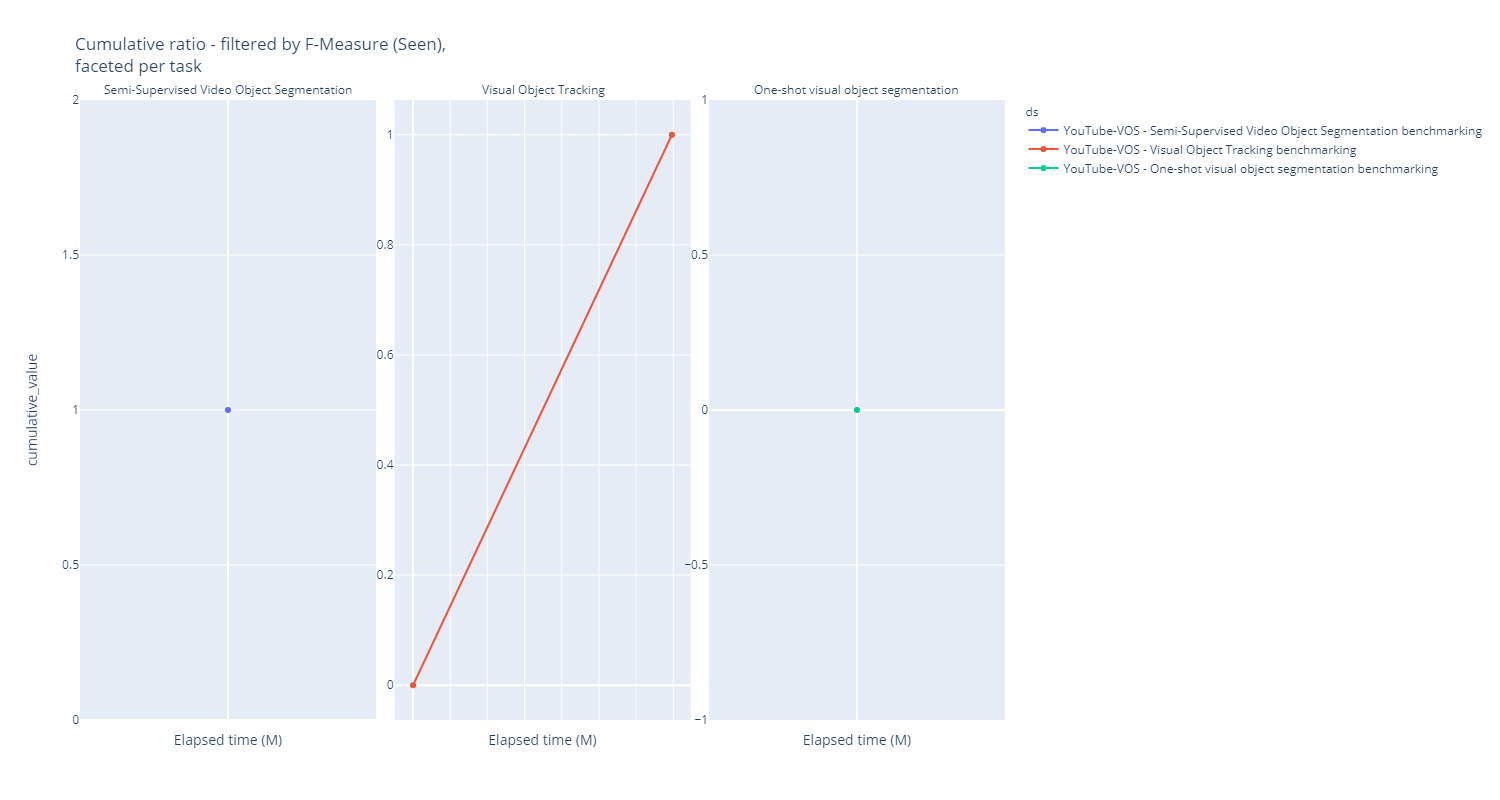 Cumulative ratio - filtered by F-Measure (Seen),
faceted per task
Semi-Supervised Video Object Segmentation
Visual Object Tracking
One-shot visual object segmentation
cumulative_value
2
1.5
1
0.5
0
1
0.8
0.6
0.4
0.2
0
1
0.5
0
−0.5
−1
Elapsed time (M)
Elapsed time (M)
Elapsed time (M)
ds
YouTube-VOS - Semi-Supervised Video Object Segmentation benchmarking
YouTube-VOS - Visual Object Tracking benchmarking
YouTube-VOS - One-shot visual object segmentation benchmarking